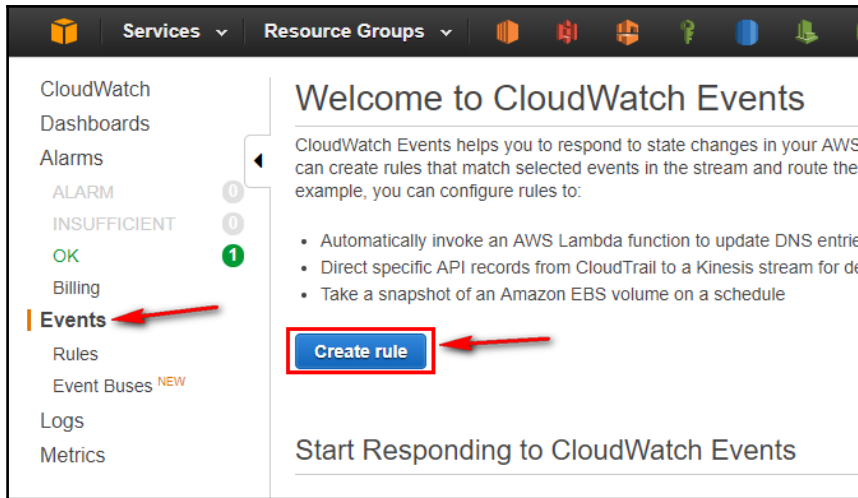 Services Resource Groups
CloudWatch
Dashboards
Alarms
ALARM 0
INSUFFICIENT 0
OK 1
Billing
Events
Rules
Event Buses NEW
Logs
Metrics
Welcome to CloudWatch Events
CloudWatch Events helps you to respond to state changes in your AWS
can create rules that match selected events in the stream and route the
example, you can configure rules to:
• Automatically invoke an AWS Lambda function to update DNS entrie
• Direct specific API records from CloudTrail to a Kinesis stream for de
• Take a snapshot of an Amazon EBS volume on a schedule
Create rule
Start Responding to CloudWatch Events